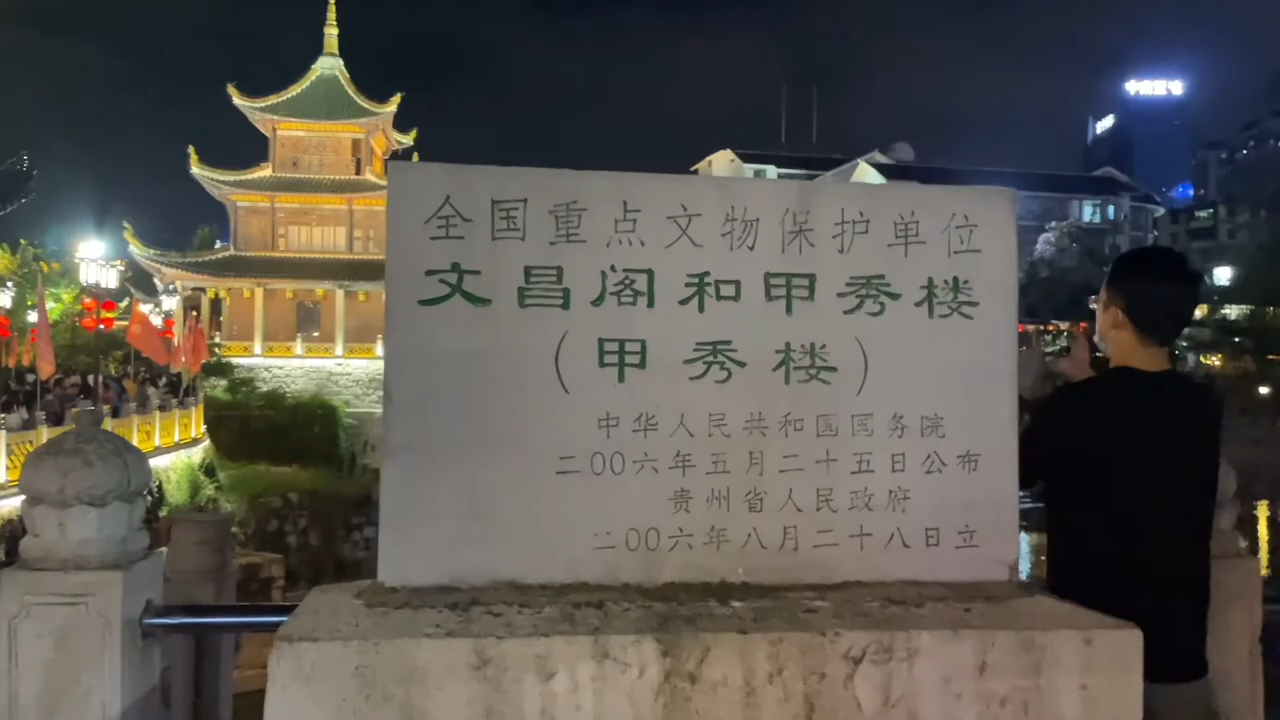 全国重点文物保护单位
文昌阁和甲秀楼
(甲秀楼)
中华人民共和国国务院
二00六年五月二十五日公布
贵州省人民政府
二00六年八月二十八日立